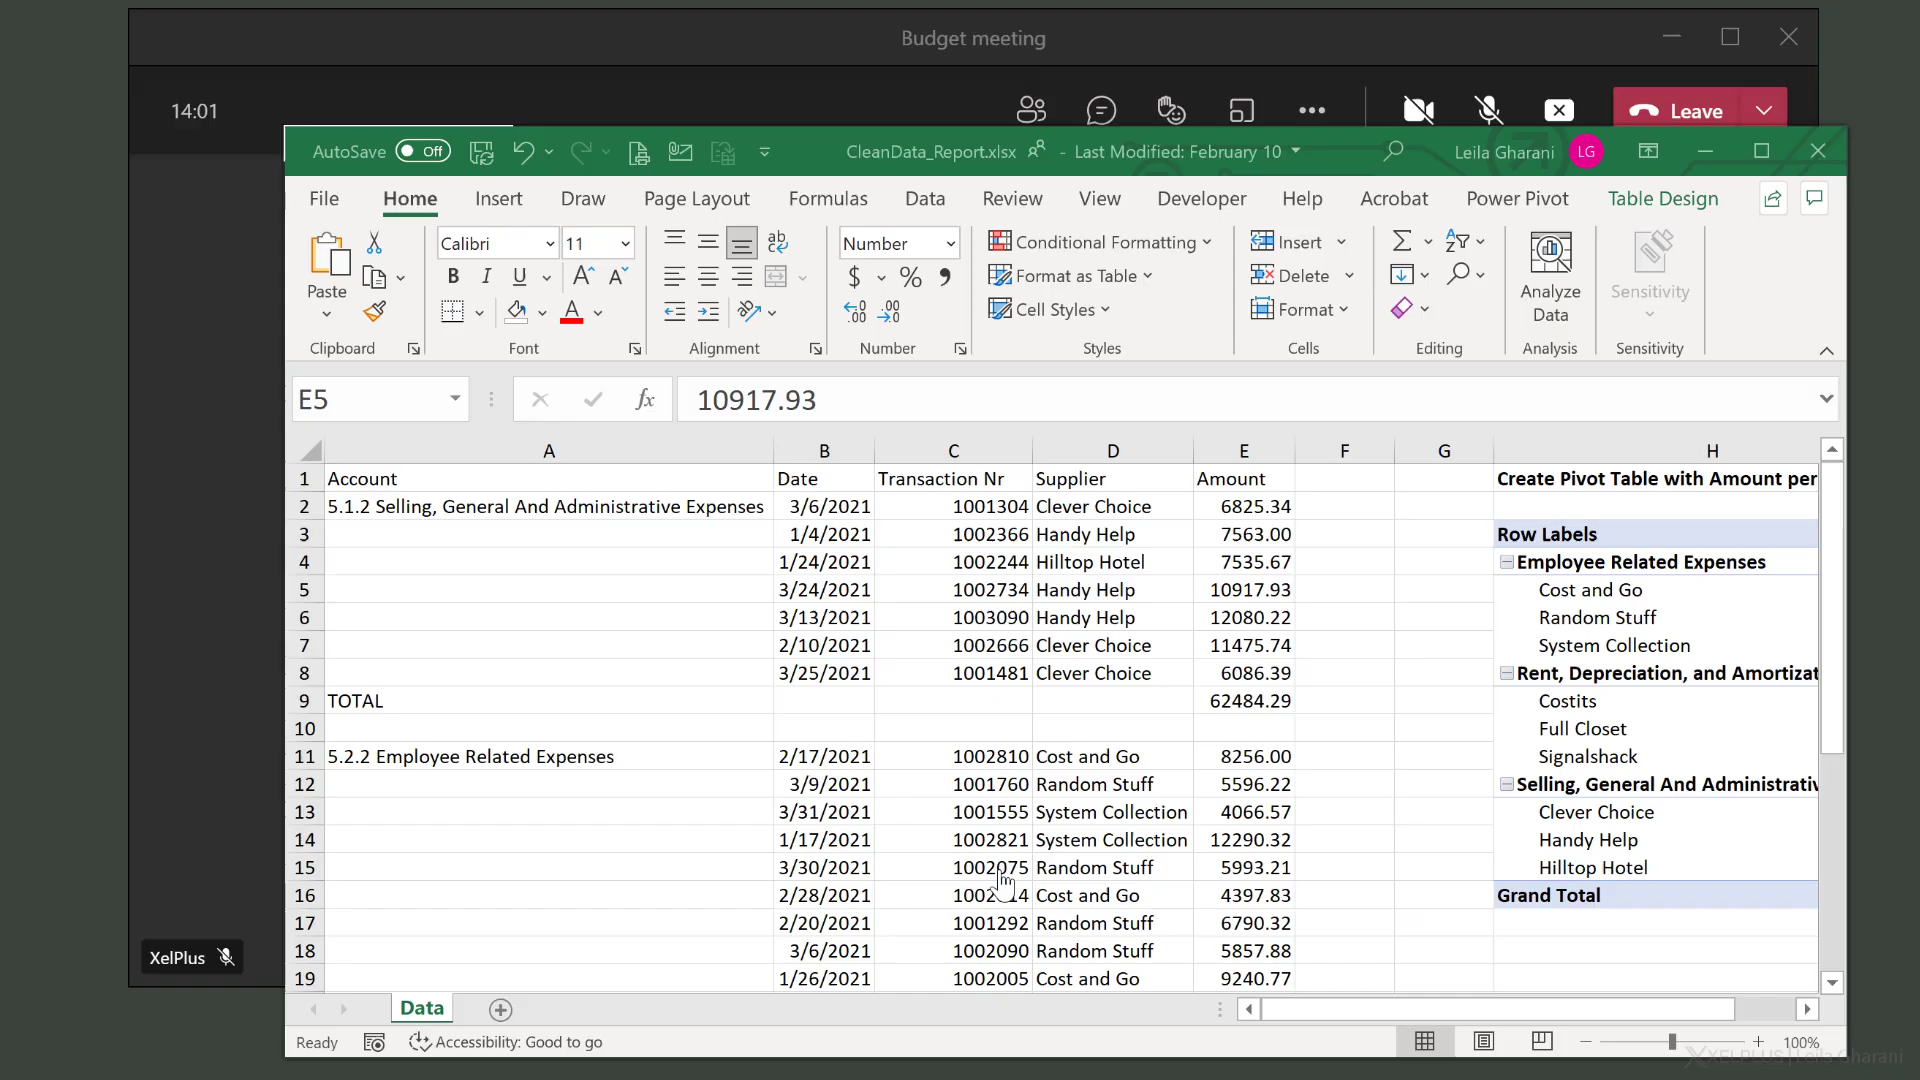 Budget meeting
14:01
Leave
AutoSave Off
CleanData_Report.xlsx - Last Modified: February 10
Leila Gharani LG
File Home Insert Draw Page Layout Formulas Data Review View Developer Help Acrobat Power Pivot Table Design
Paste
Clipboard
Calibri 11
B I U
Font
ab
Alignment
Number
$ % ,
Number
Conditional Formatting
Format as Table
Cell Styles
Styles
Insert
Delete
Format
Cells
Editing
Analyze Data
Analysis
Sensitivity
Sensitivity
E5 fx 10917.93
A B C D E F G H
1 Account Date Transaction Nr Supplier Amount Create Pivot Table with Amount per
2 5.1.2 Selling, General And Administrative Expenses 3/6/2021 1001304 Clever Choice 6825.34
3 1/4/2021 1002366 Handy Help 7563.00 Row Labels
4 1/24/2021 1002244 Hilltop Hotel 7535.67 Employee Related Expenses
5 3/24/2021 1002734 Handy Help 10917.93 Cost and Go
6 3/13/2021 1003090 Handy Help 12080.22 Random Stuff
7 2/10/2021 1002666 Clever Choice 11475.74 System Collection
8 3/25/2021 1001481 Clever Choice 6086.39 Rent, Depreciation, and Amortizat
9 TOTAL 62484.29 Costits
10 Full Closet
11 5.2.2 Employee Related Expenses 2/17/2021 1002810 Cost and Go 8256.00 Signalshack
12 3/9/2021 1001760 Random Stuff 5596.22 Selling, General And Administrativ
13 3/31/2021 1001555 System Collection 4066.57 Clever Choice
14 1/17/2021 1002821 System Collection 12290.32 Handy Help
15 3/30/2021 1002075 Random Stuff 5993.21 Hilltop Hotel
16 2/28/2021 Cost and Go 4397.83 Grand Total
17 2/20/2021 1001292 Random Stuff 6790.32
18 3/6/2021 1002090 Random Stuff 5857.88
19 1/26/2021 1002005 Cost and Go 9240.77
XelPlus
Data
Ready Accessibility: Good to go 100%
XELPLUS | Leila Gharani